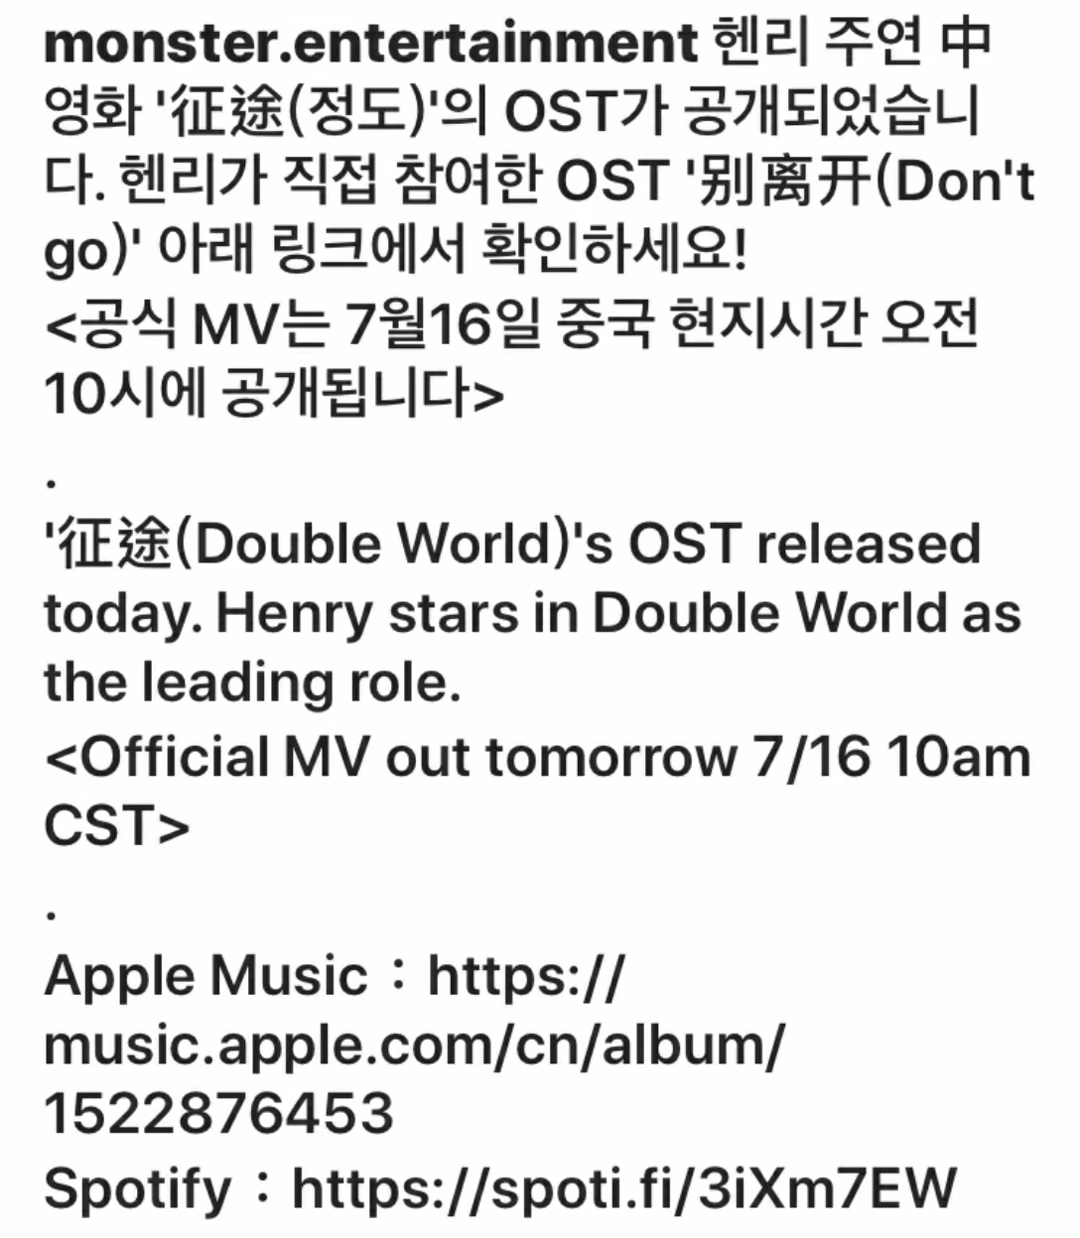 monster.entertainment 헨리 주연 中
영화 '征途(정도)'의 OST가 공개되었습니
다. 헨리가 직접 참여한 OST '别离开(Don't
go)' 아래 링크에서 확인하세요!
<공식 MV는 7월16일 중국 현지시간 오전
10시에 공개됩니다>
.
'征途(Double World)'s OST released
today. Henry stars in Double World as
the leading role.
<Official MV out tomorrow 7/16 10am
CST>
.
Apple Music：https://
music.apple.com/cn/album/
1522876453
Spotify：https://spoti.fi/3iXm7EW